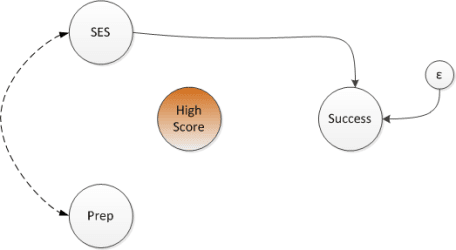 SES
ε
High
Score
Success
Prep